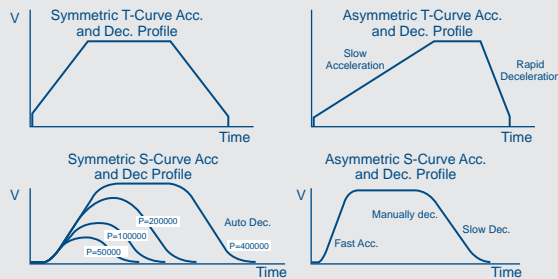 Symmetric T-Curve Acc.
and Dec. Profile
V
Time
Asymmetric T-Curve Acc.
and Dec. Profile
Slow
Acceleration
Rapid
Deceleration
Time
Symmetric S-Curve Acc
and Dec Profile
V
P=200000
Auto Dec.
P=100000
P=400000
P=50000
Time
Asymmetric S-Curve Acc.
and Dec. Profile
V
Manually dec.
Slow Dec.
Fast Acc.
Time